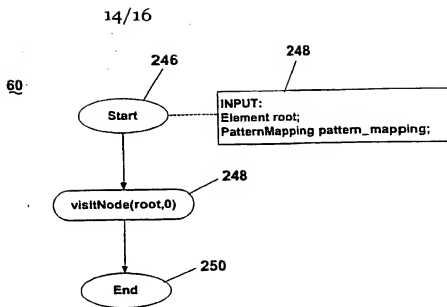 14/16
246
248
60
Start
INPUT:
Element root;
PatternMapping pattern_mapping;
248
visitNode(root,0)
250
End